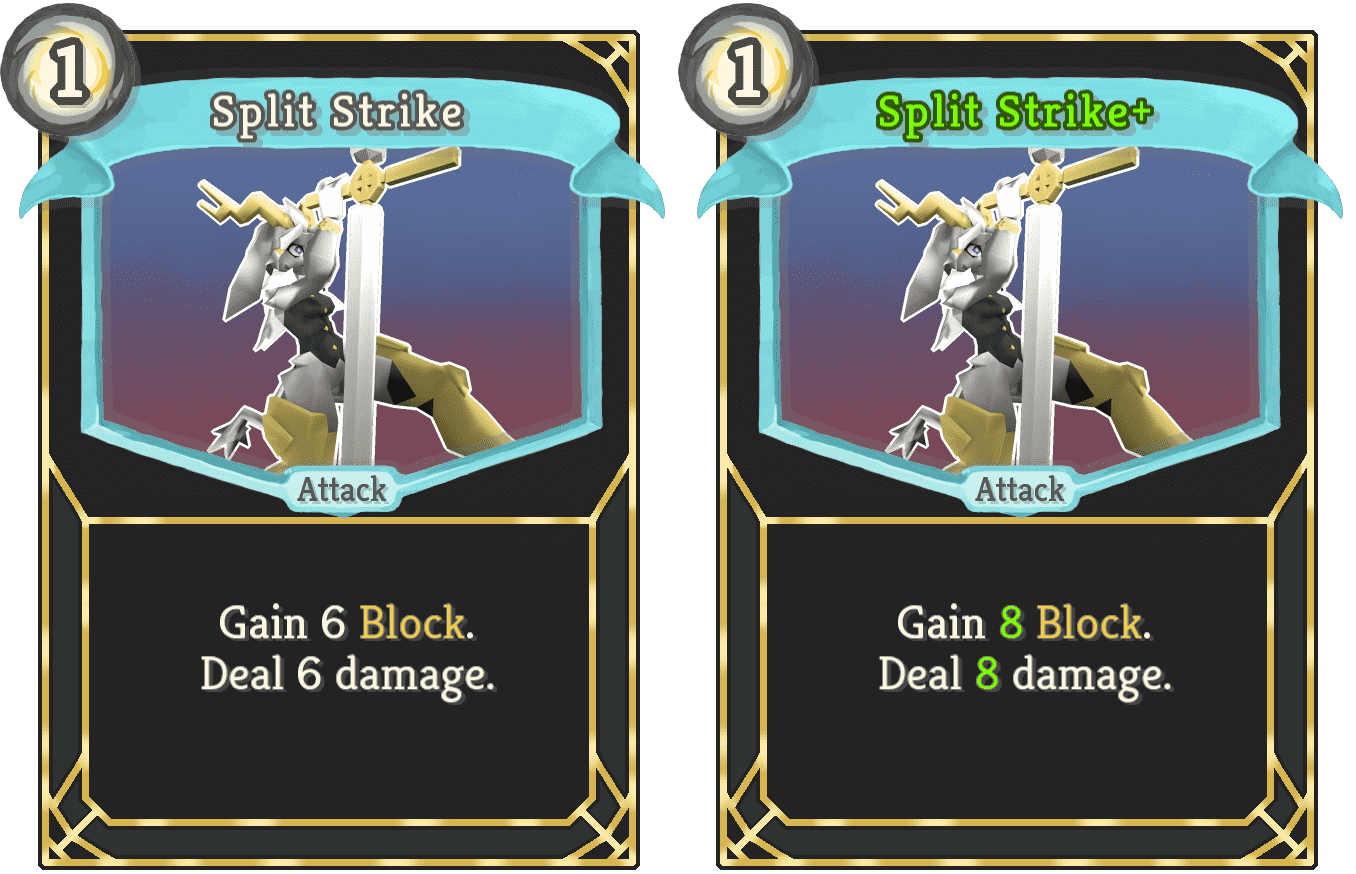 1
Split Strike
Attack
Gain 6 Block.
Deal 6 damage.
1
Split Strike+
Attack
Gain 8 Block.
Deal 8 damage.